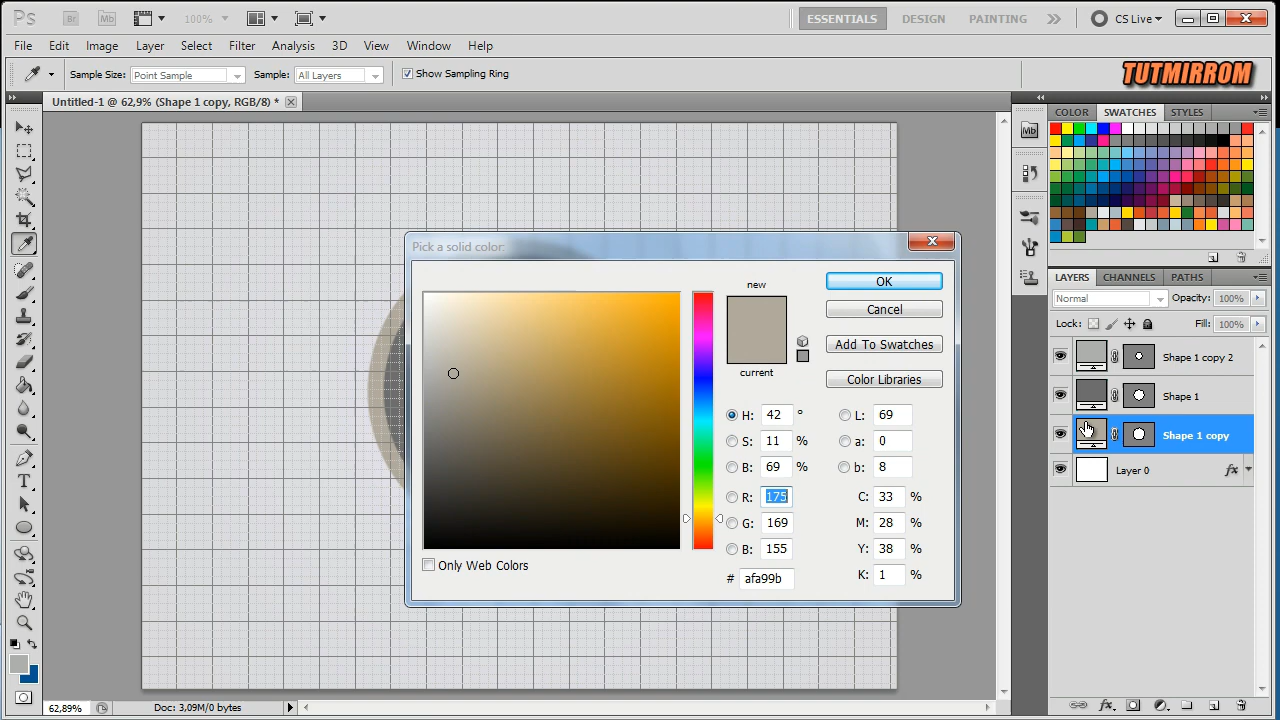 Ps Br Mb 100% ESSENTIALS DESIGN PAINTING CS Live
File Edit Image Layer Select Filter Analysis 3D View Window Help
Sample Size: Point Sample Sample: All Layers Show Sampling Ring TUTMIRROM
Untitled-1 @ 62,9% (Shape 1 copy, RGB/8) *
COLOR SWATCHES STYLES
Mb
Pick a solid color:
new
OK
current
Cancel
Add To Swatches
Color Libraries
H: 42 °
S: 11 %
B: 69 %
R: 175
G: 169
B: 155
# afa99b
L: 69
a: 0
b: 8
C: 33 %
M: 28 %
Y: 38 %
K: 1 %
Only Web Colors
LAYERS CHANNELS PATHS
Normal Opacity: 100%
Lock: Fill: 100%
Shape 1 copy 2
Shape 1
Shape 1 copy
Layer 0 fx
T
62,89% Doc: 3,09M/0 bytes
fx